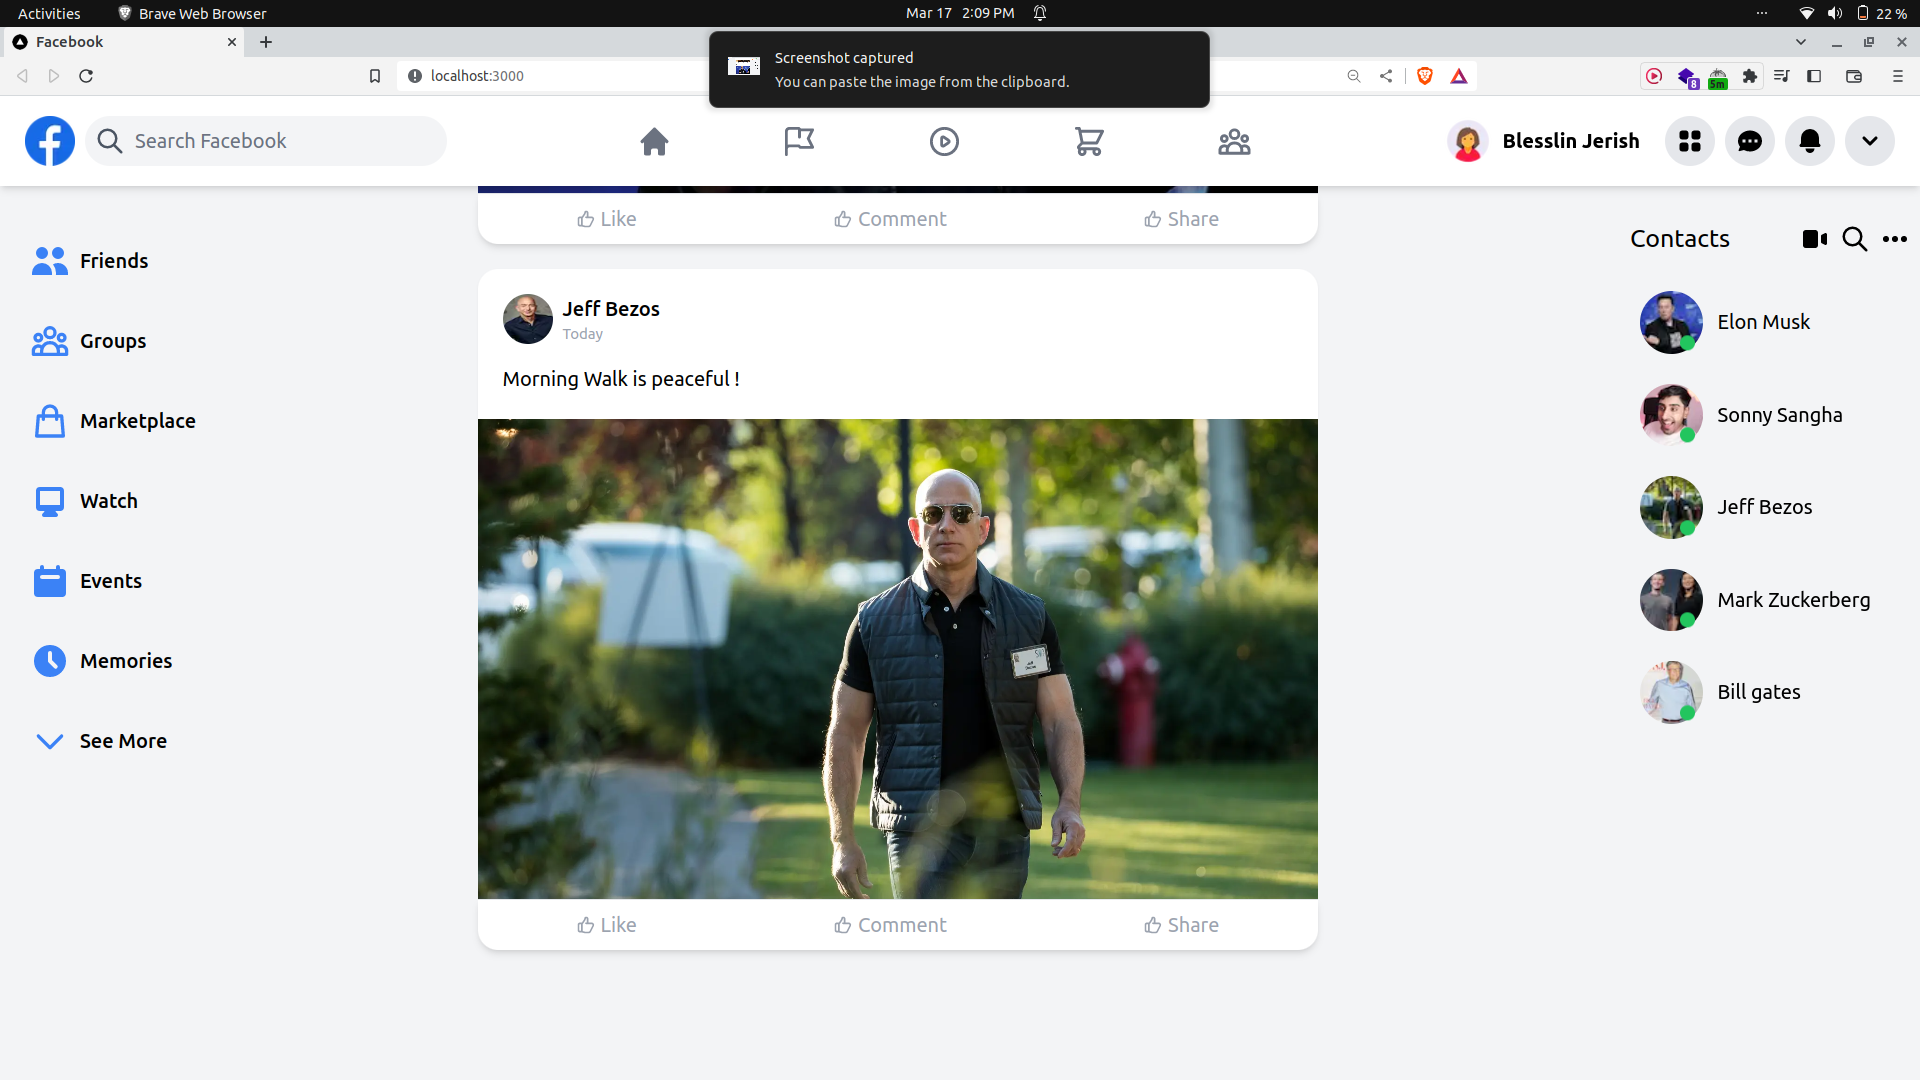 Activities
Brave Web Browser
Mar 17 2:09 PM
22 %
Facebook
localhost:3000
Screenshot captured
You can paste the image from the clipboard.
8
5m
Search Facebook
Blesslin Jerish
Like
Comment
Share
Friends
Groups
Marketplace
Watch
Events
Memories
See More
Jeff Bezos
Today
Morning Walk is peaceful !
Like
Comment
Share
Contacts
Elon Musk
Sonny Sangha
Jeff Bezos
Mark Zuckerberg
Bill gates